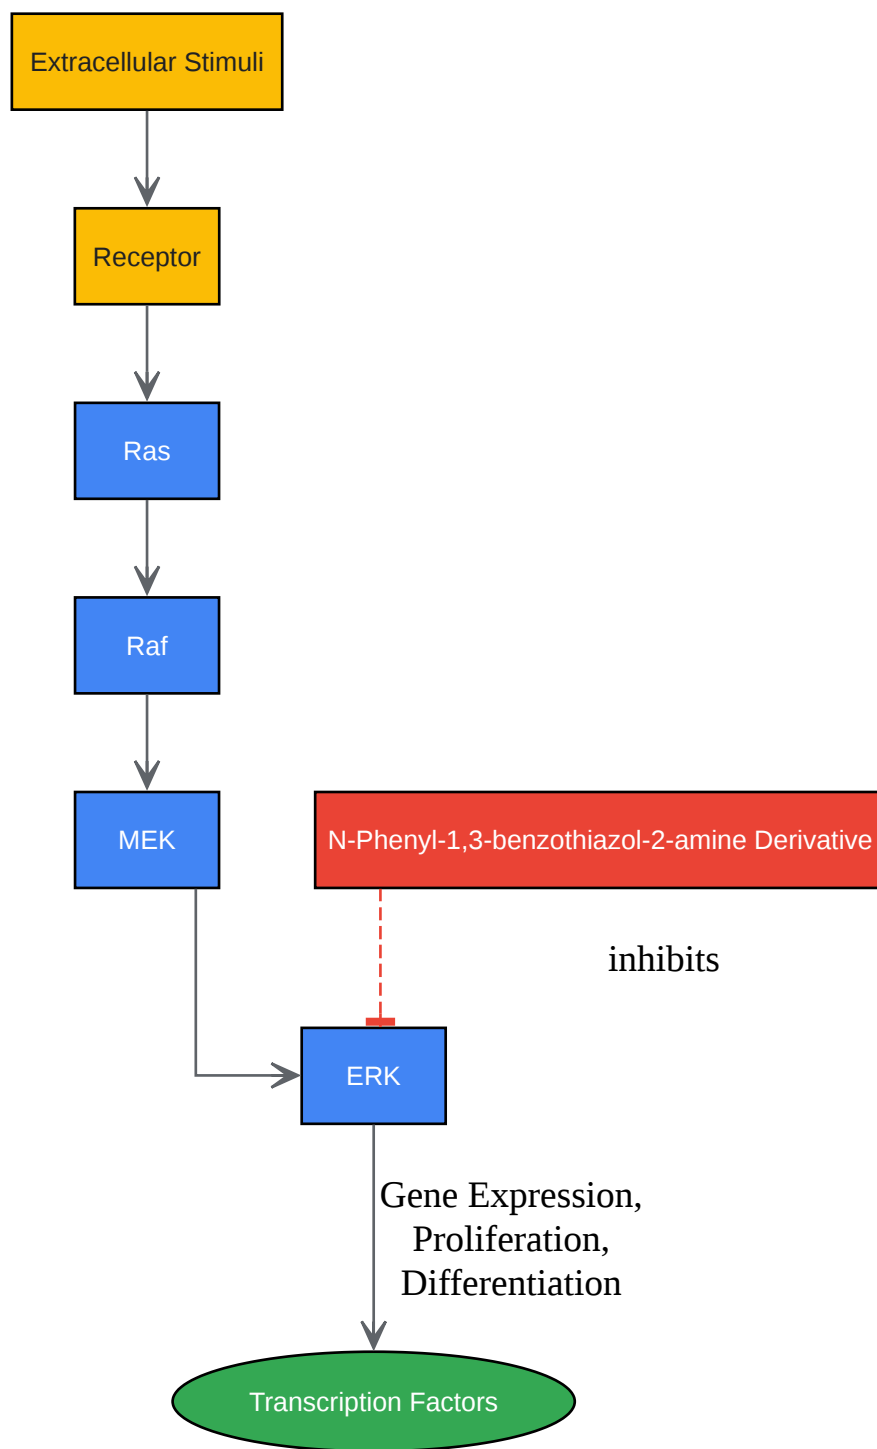 Extracellular Stimuli
Receptor
Ras
Raf
MEK
N-Phenyl-1,3-benzothiazol-2-amine Derivative
inhibits
ERK
Gene Expression,
Proliferation,
Differentiation
Transcription Factors